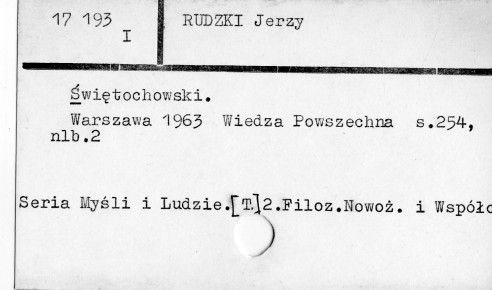 17 193
I
RUDZKI Jerzy
Świętochowski.
Warszawa 1963 Wiedza Powszechna s.254,
nlb.2
Seria Myśli i Ludzie.[T.]2.Filoz.Nowoż. i Współc